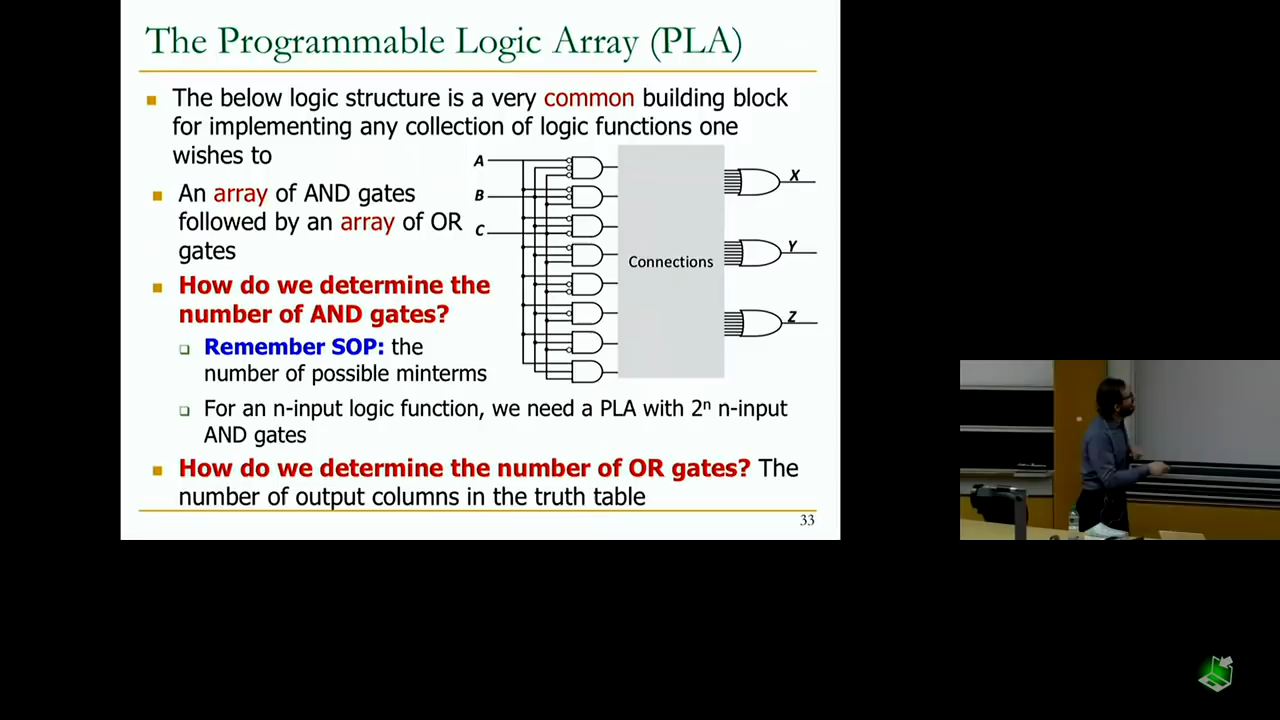 The Programmable Logic Array (PLA)
The below logic structure is a very common building block
for implementing any collection of logic functions one
wishes to
An array of AND gates
followed by an array of OR
gates
How do we determine the
number of AND gates?
Remember SOP: the
number of possible minterms
For an n-input logic function, we need a PLA with 2ⁿ n-input
AND gates
How do we determine the number of OR gates? The
number of output columns in the truth table
A
B
C
Connections
X
Y
Z
33